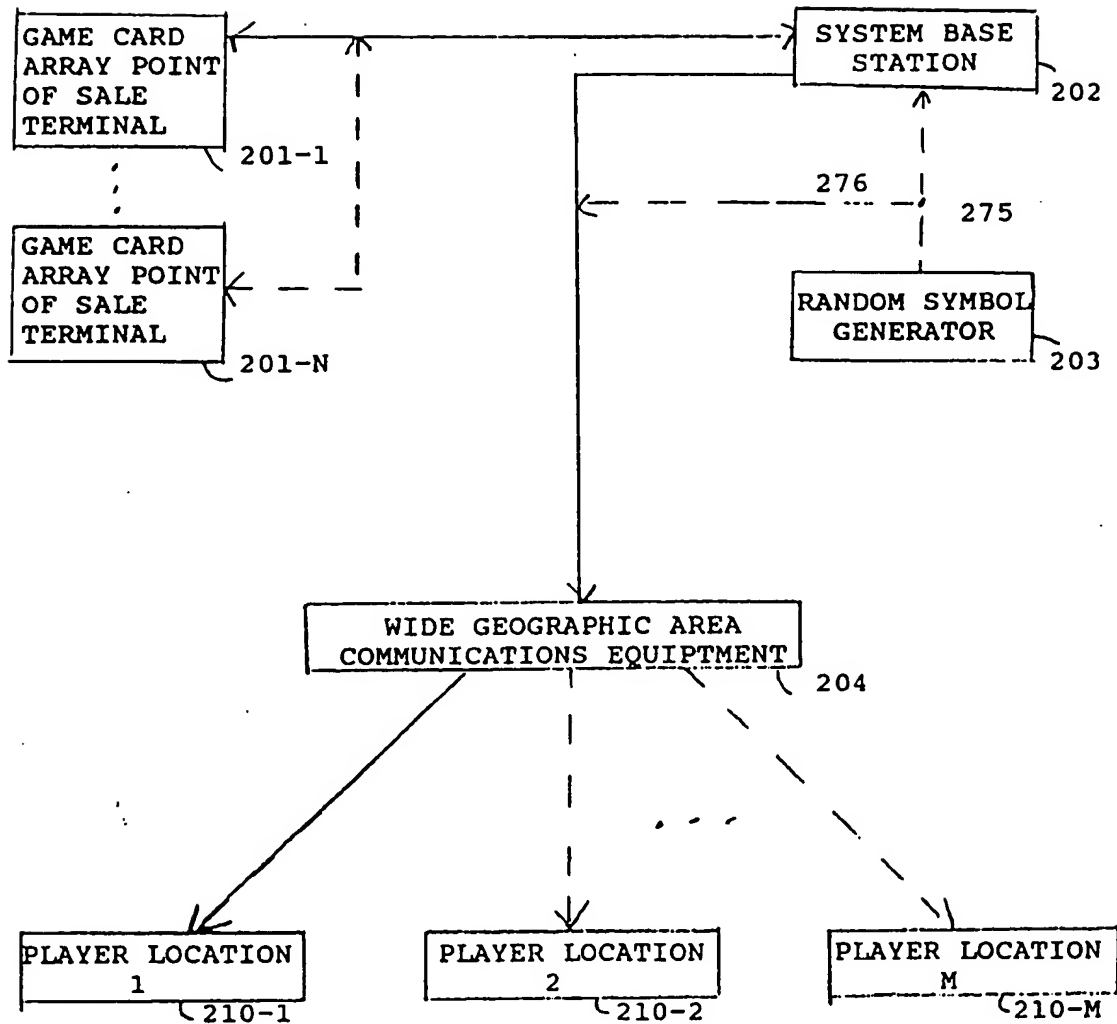 GAME CARD
ARRAY POINT
OF SALE
TERMINAL
201-1
SYSTEM BASE
STATION
202
276
275
GAME CARD
ARRAY POINT
OF SALE
TERMINAL
201-N
RANDOM SYMBOL
GENERATOR
203
WIDE GEOGRAPHIC AREA
COMMUNICATIONS EQUIPTMENT
204
PLAYER LOCATION
1
210-1
PLAYER LOCATION
2
210-2
PLAYER LOCATION
M
210-M